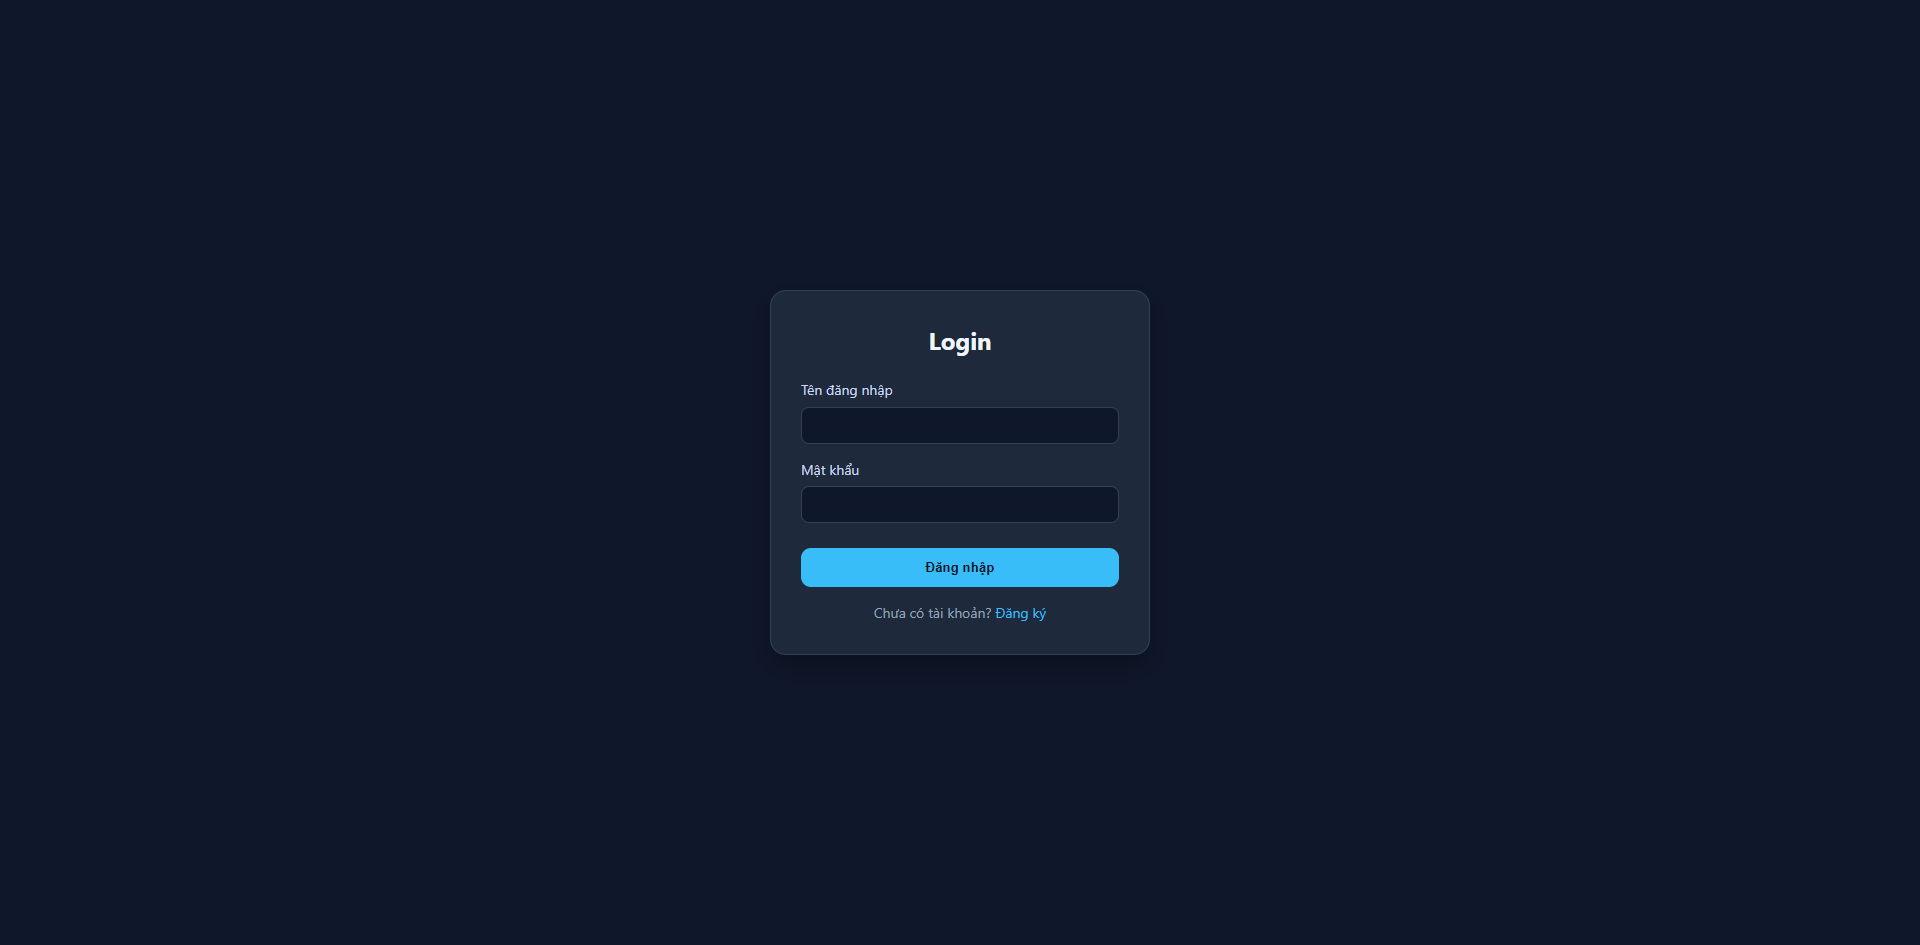 Login
Tên đăng nhập
Mật khẩu
Đăng nhập
Chưa có tài khoản? Đăng ký